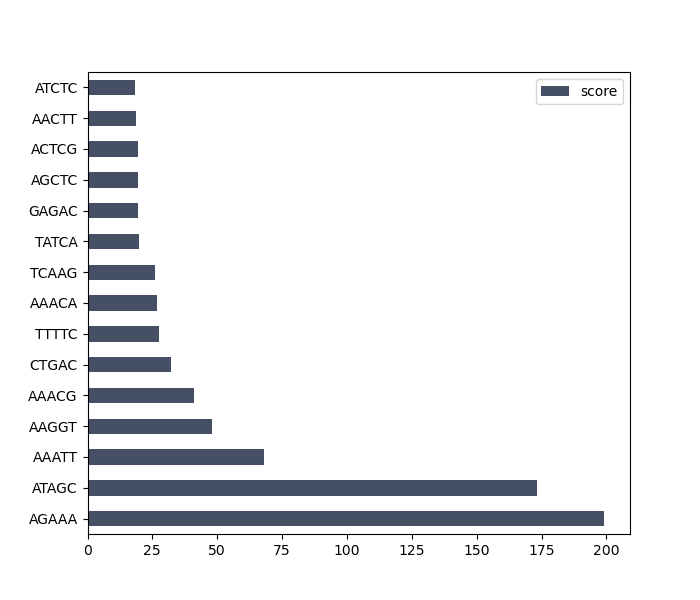 score
ATCTC
AACTT
ACTCG
AGCTC
GAGAC
TATCA
TCAAG
AAACA
TTTTC
CTGAC
AAACG
AAGGT
AAATT
ATAGC
AGAAA
0 25 50 75 100 125 150 175 200